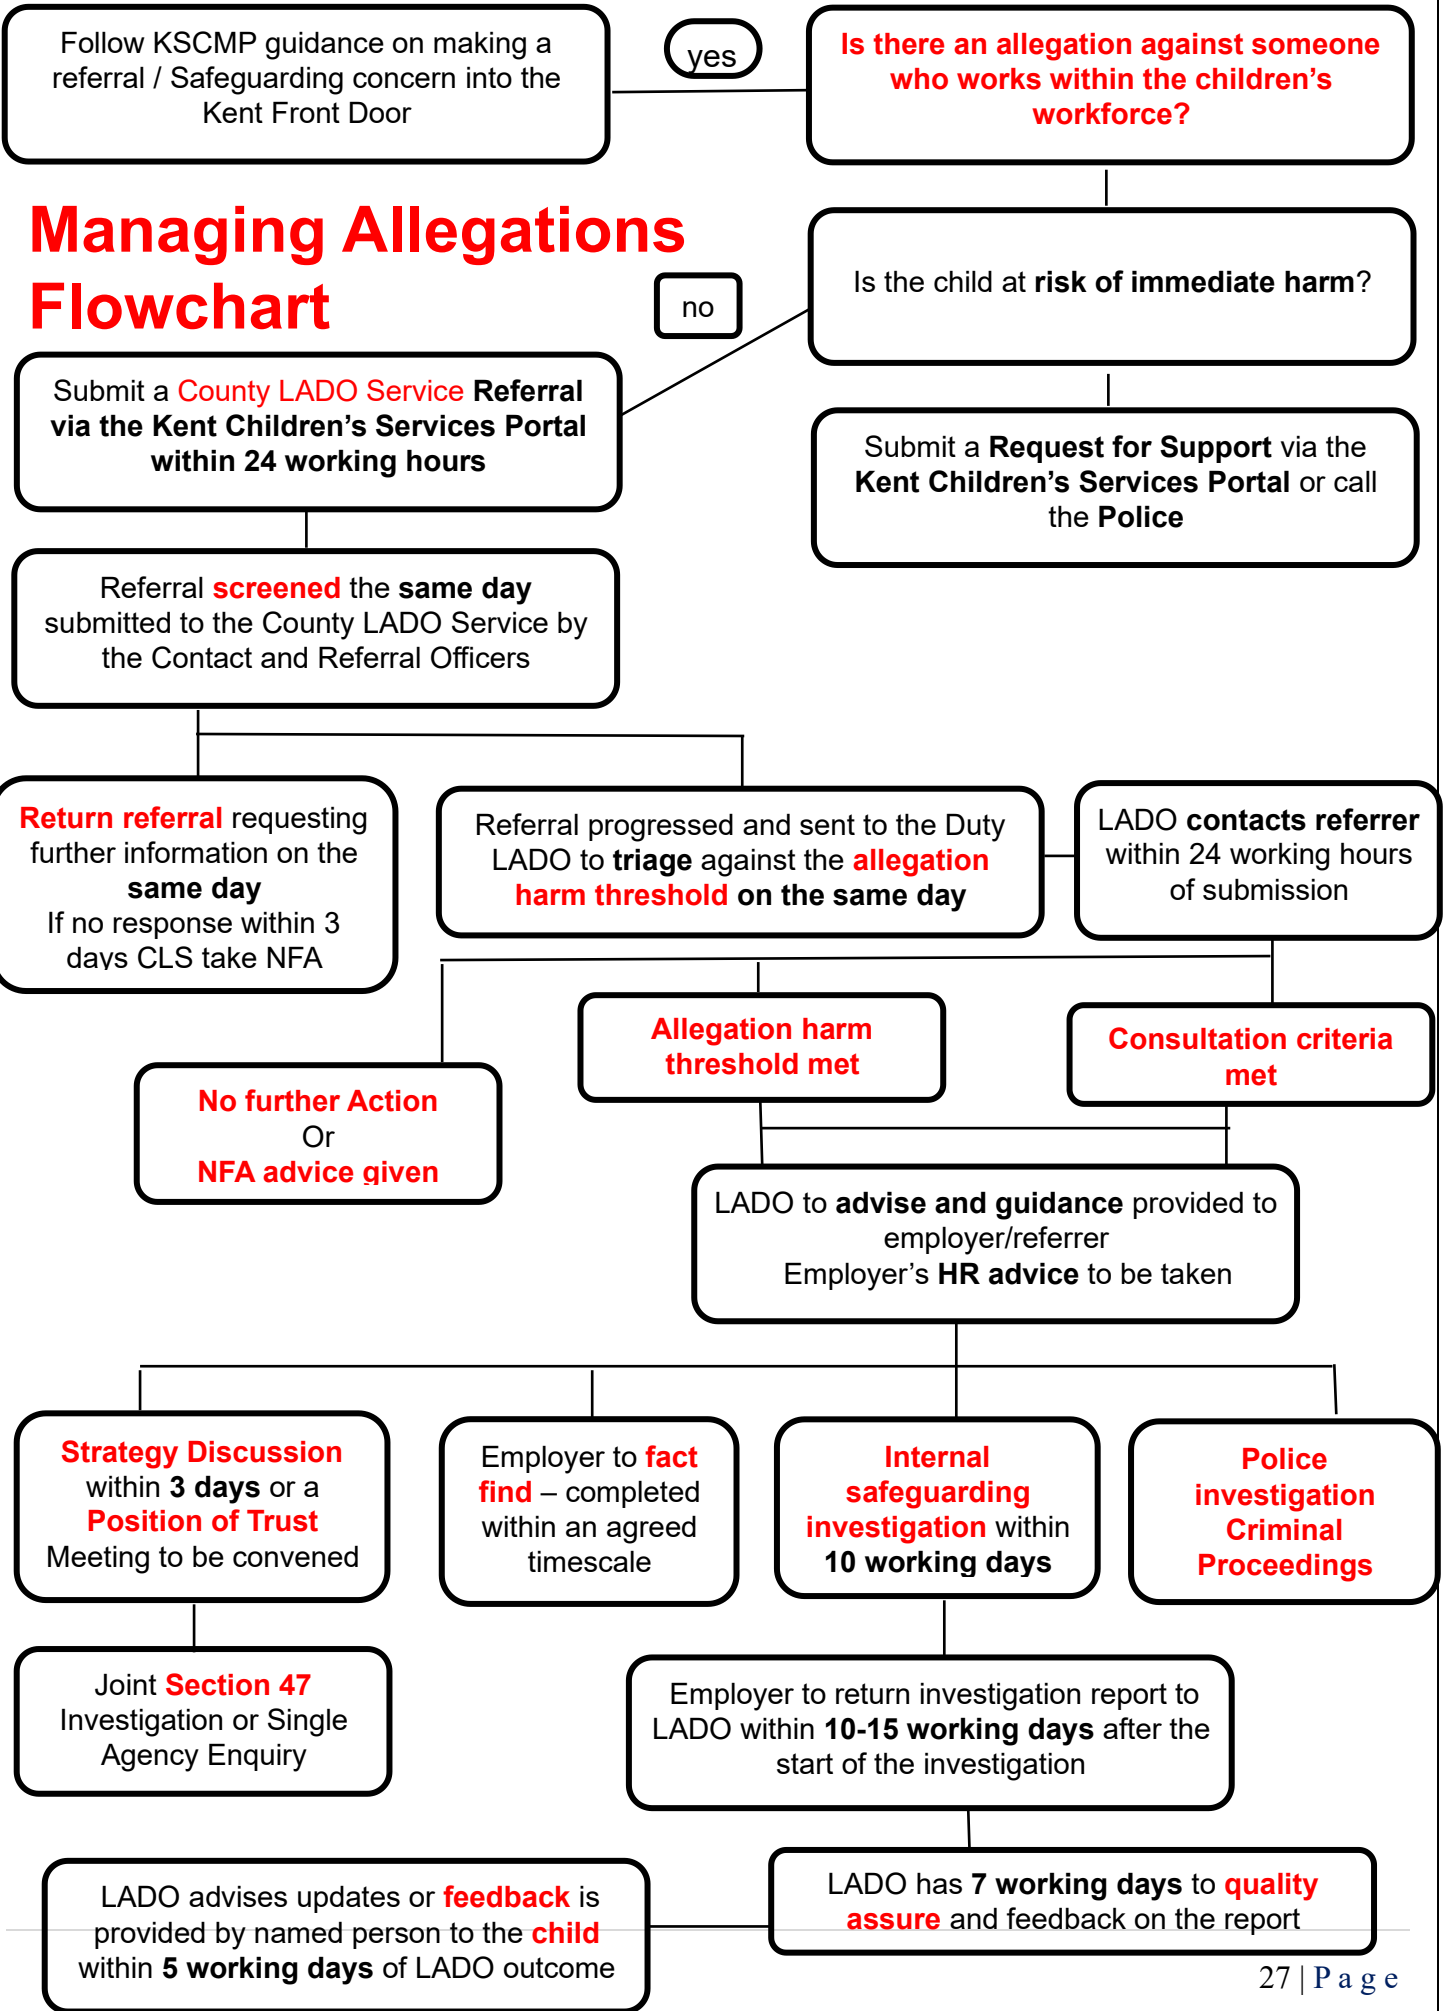 Follow KSCMP guidance on making a
referral / Safeguarding concern into the
Kent Front Door
yes
Is there an allegation against someone
who works within the children’s
workforce?
Managing Allegations
Flowchart
no
Is the child at risk of immediate harm?
Submit a County LADO Service Referral
via the Kent Children’s Services Portal
within 24 working hours
Submit a Request for Support via the
Kent Children’s Services Portal or call
the Police
Referral screened the same day
submitted to the County LADO Service by
the Contact and Referral Officers
Return referral requesting
further information on the
same day
If no response within 3
days CLS take NFA
Referral progressed and sent to the Duty
LADO to triage against the allegation
harm threshold on the same day
LADO contacts referrer
within 24 working hours
of submission
No further Action
Or
NFA advice given
Allegation harm
threshold met
Consultation criteria
met
LADO to advise and guidance provided to
employer/referrer
Employer’s HR advice to be taken
Strategy Discussion
within 3 days or a
Position of Trust
Meeting to be convened
Employer to fact
find – completed
within an agreed
timescale
Internal
safeguarding
investigation within
10 working days
Police
investigation
Criminal
Proceedings
Joint Section 47
Investigation or Single
Agency Enquiry
Employer to return investigation report to
LADO within 10-15 working days after the
start of the investigation
LADO has 7 working days to quality
assure and feedback on the report
LADO advises updates or feedback is
provided by named person to the child
within 5 working days of LADO outcome
27 | P a g e